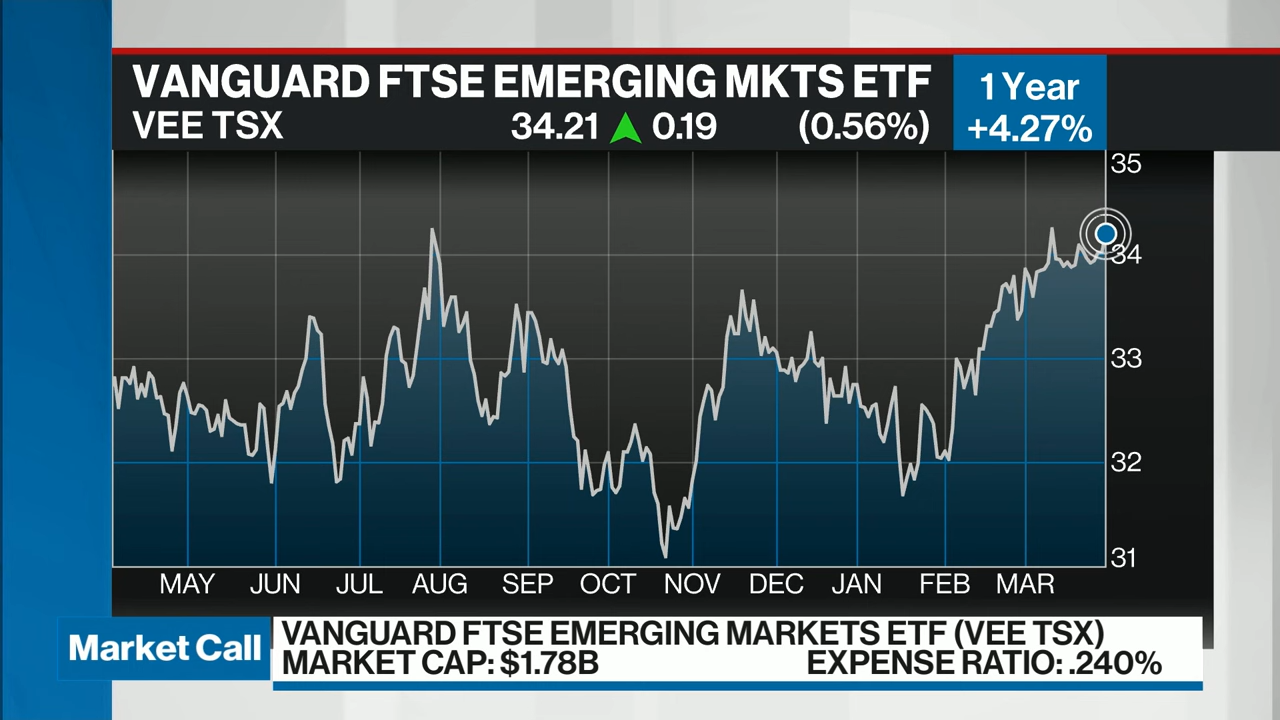 VANGUARD FTSE EMERGING MKTS ETF
VEE TSX 34.21 ▲ 0.19 (0.56%)
1 Year
+4.27%
35
34
33
32
31
MAY JUN JUL AUG SEP OCT NOV DEC JAN FEB MAR
Market Call
VANGUARD FTSE EMERGING MARKETS ETF (VEE TSX)
MARKET CAP: $1.78B EXPENSE RATIO: .240%